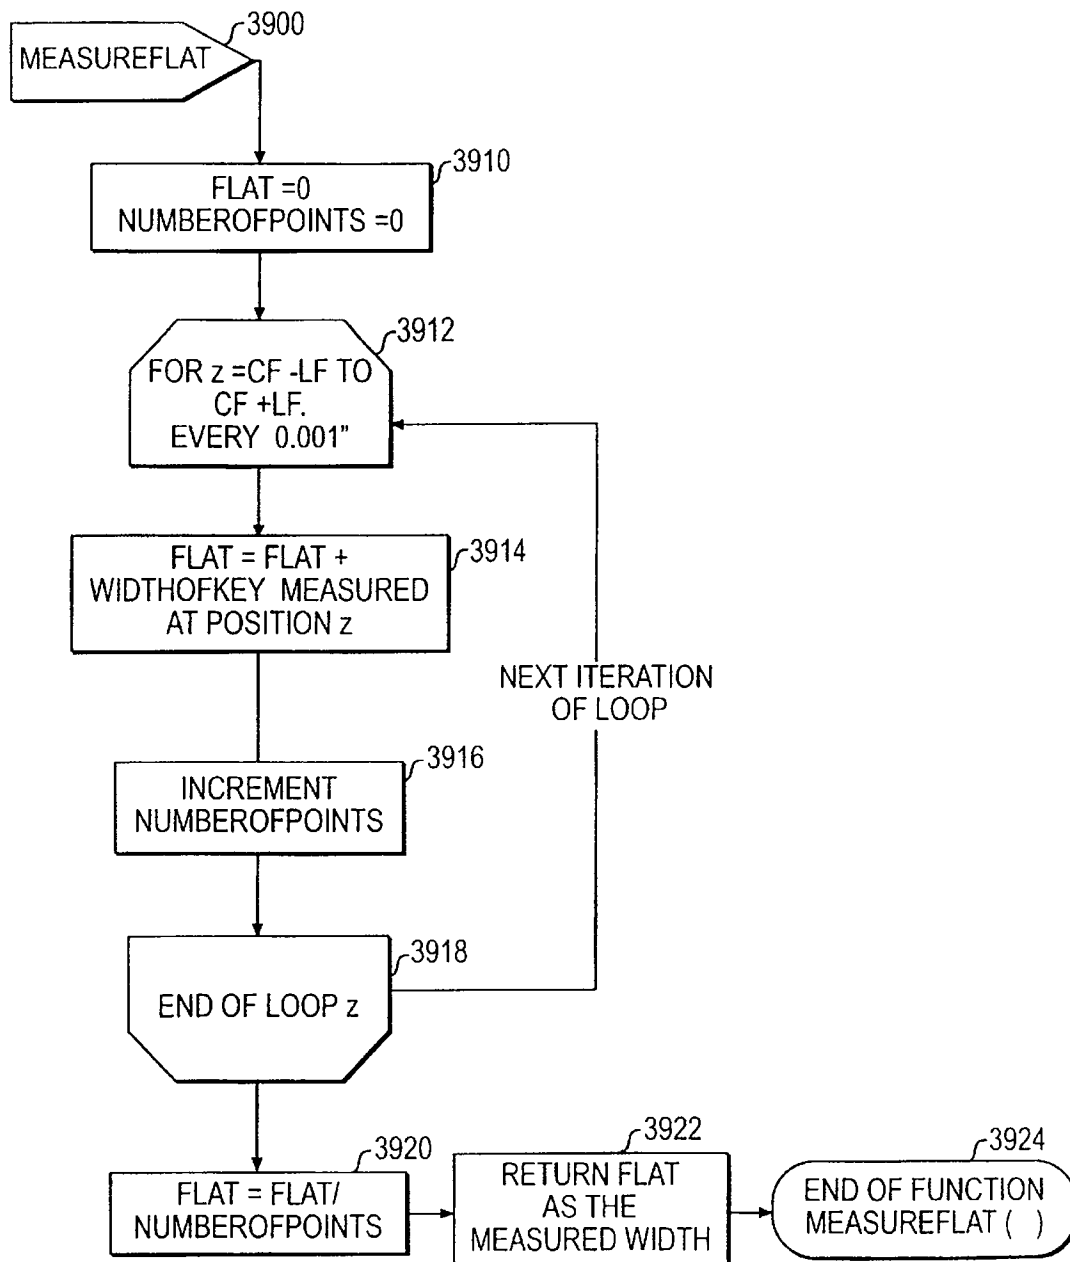 3900
MEASUREFLAT
3910
FLAT =0
NUMBEROFPOINTS =0
3912
FOR z =CF -LF TO
CF +LF.
EVERY 0.001"
3914
FLAT = FLAT +
WIDTHOFKEY MEASURED
AT POSITION z
NEXT ITERATION
OF LOOP
3916
INCREMENT
NUMBEROFPOINTS
3918
END OF LOOP z
3920
FLAT = FLAT/
NUMBEROFPOINTS
3922
RETURN FLAT
AS THE
MEASURED WIDTH
3924
END OF FUNCTION
MEASUREFLAT ( )